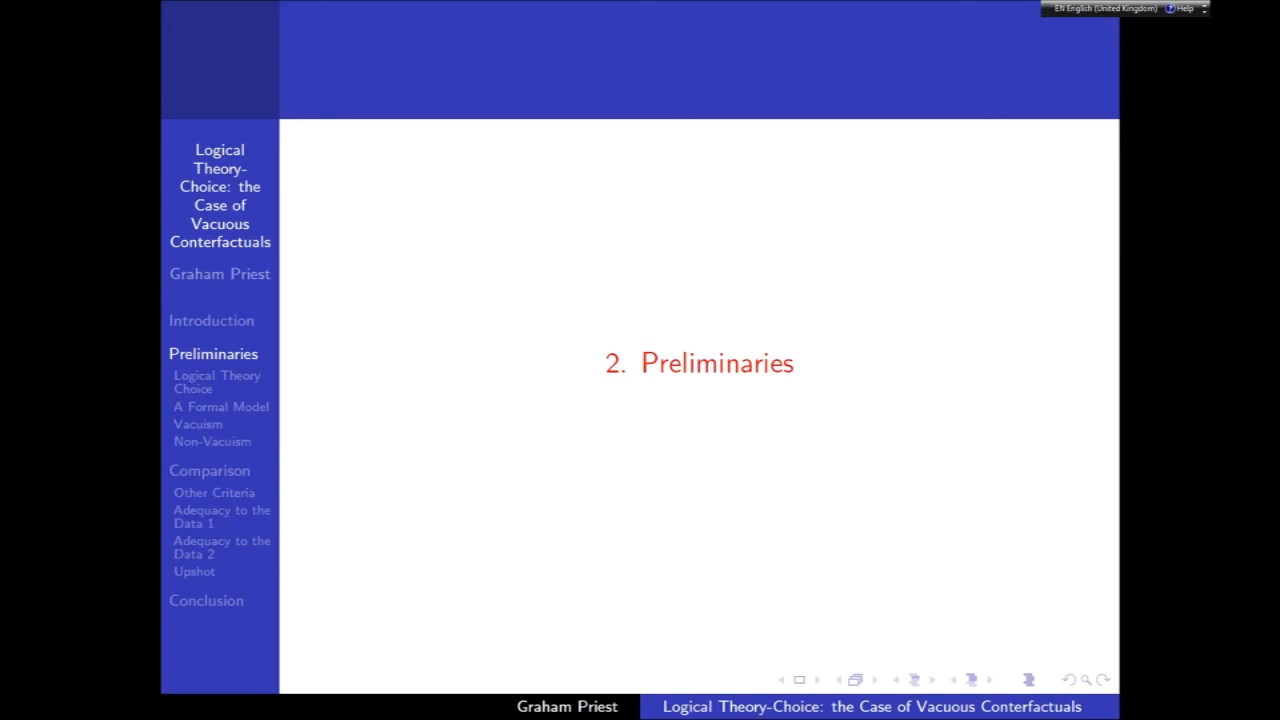 EN English (United Kingdom) Help
Logical
Theory-
Choice: the
Case of
Vacuous
Conterfactuals
Graham Priest
Introduction
Preliminaries
Logical Theory
Choice
A Formal Model
Vacuism
Non-Vacuism
Comparison
Other Criteria
Adequacy to the
Data 1
Adequacy to the
Data 2
Upshot
Conclusion
2. Preliminaries
Graham Priest
Logical Theory-Choice: the Case of Vacuous Conterfactuals